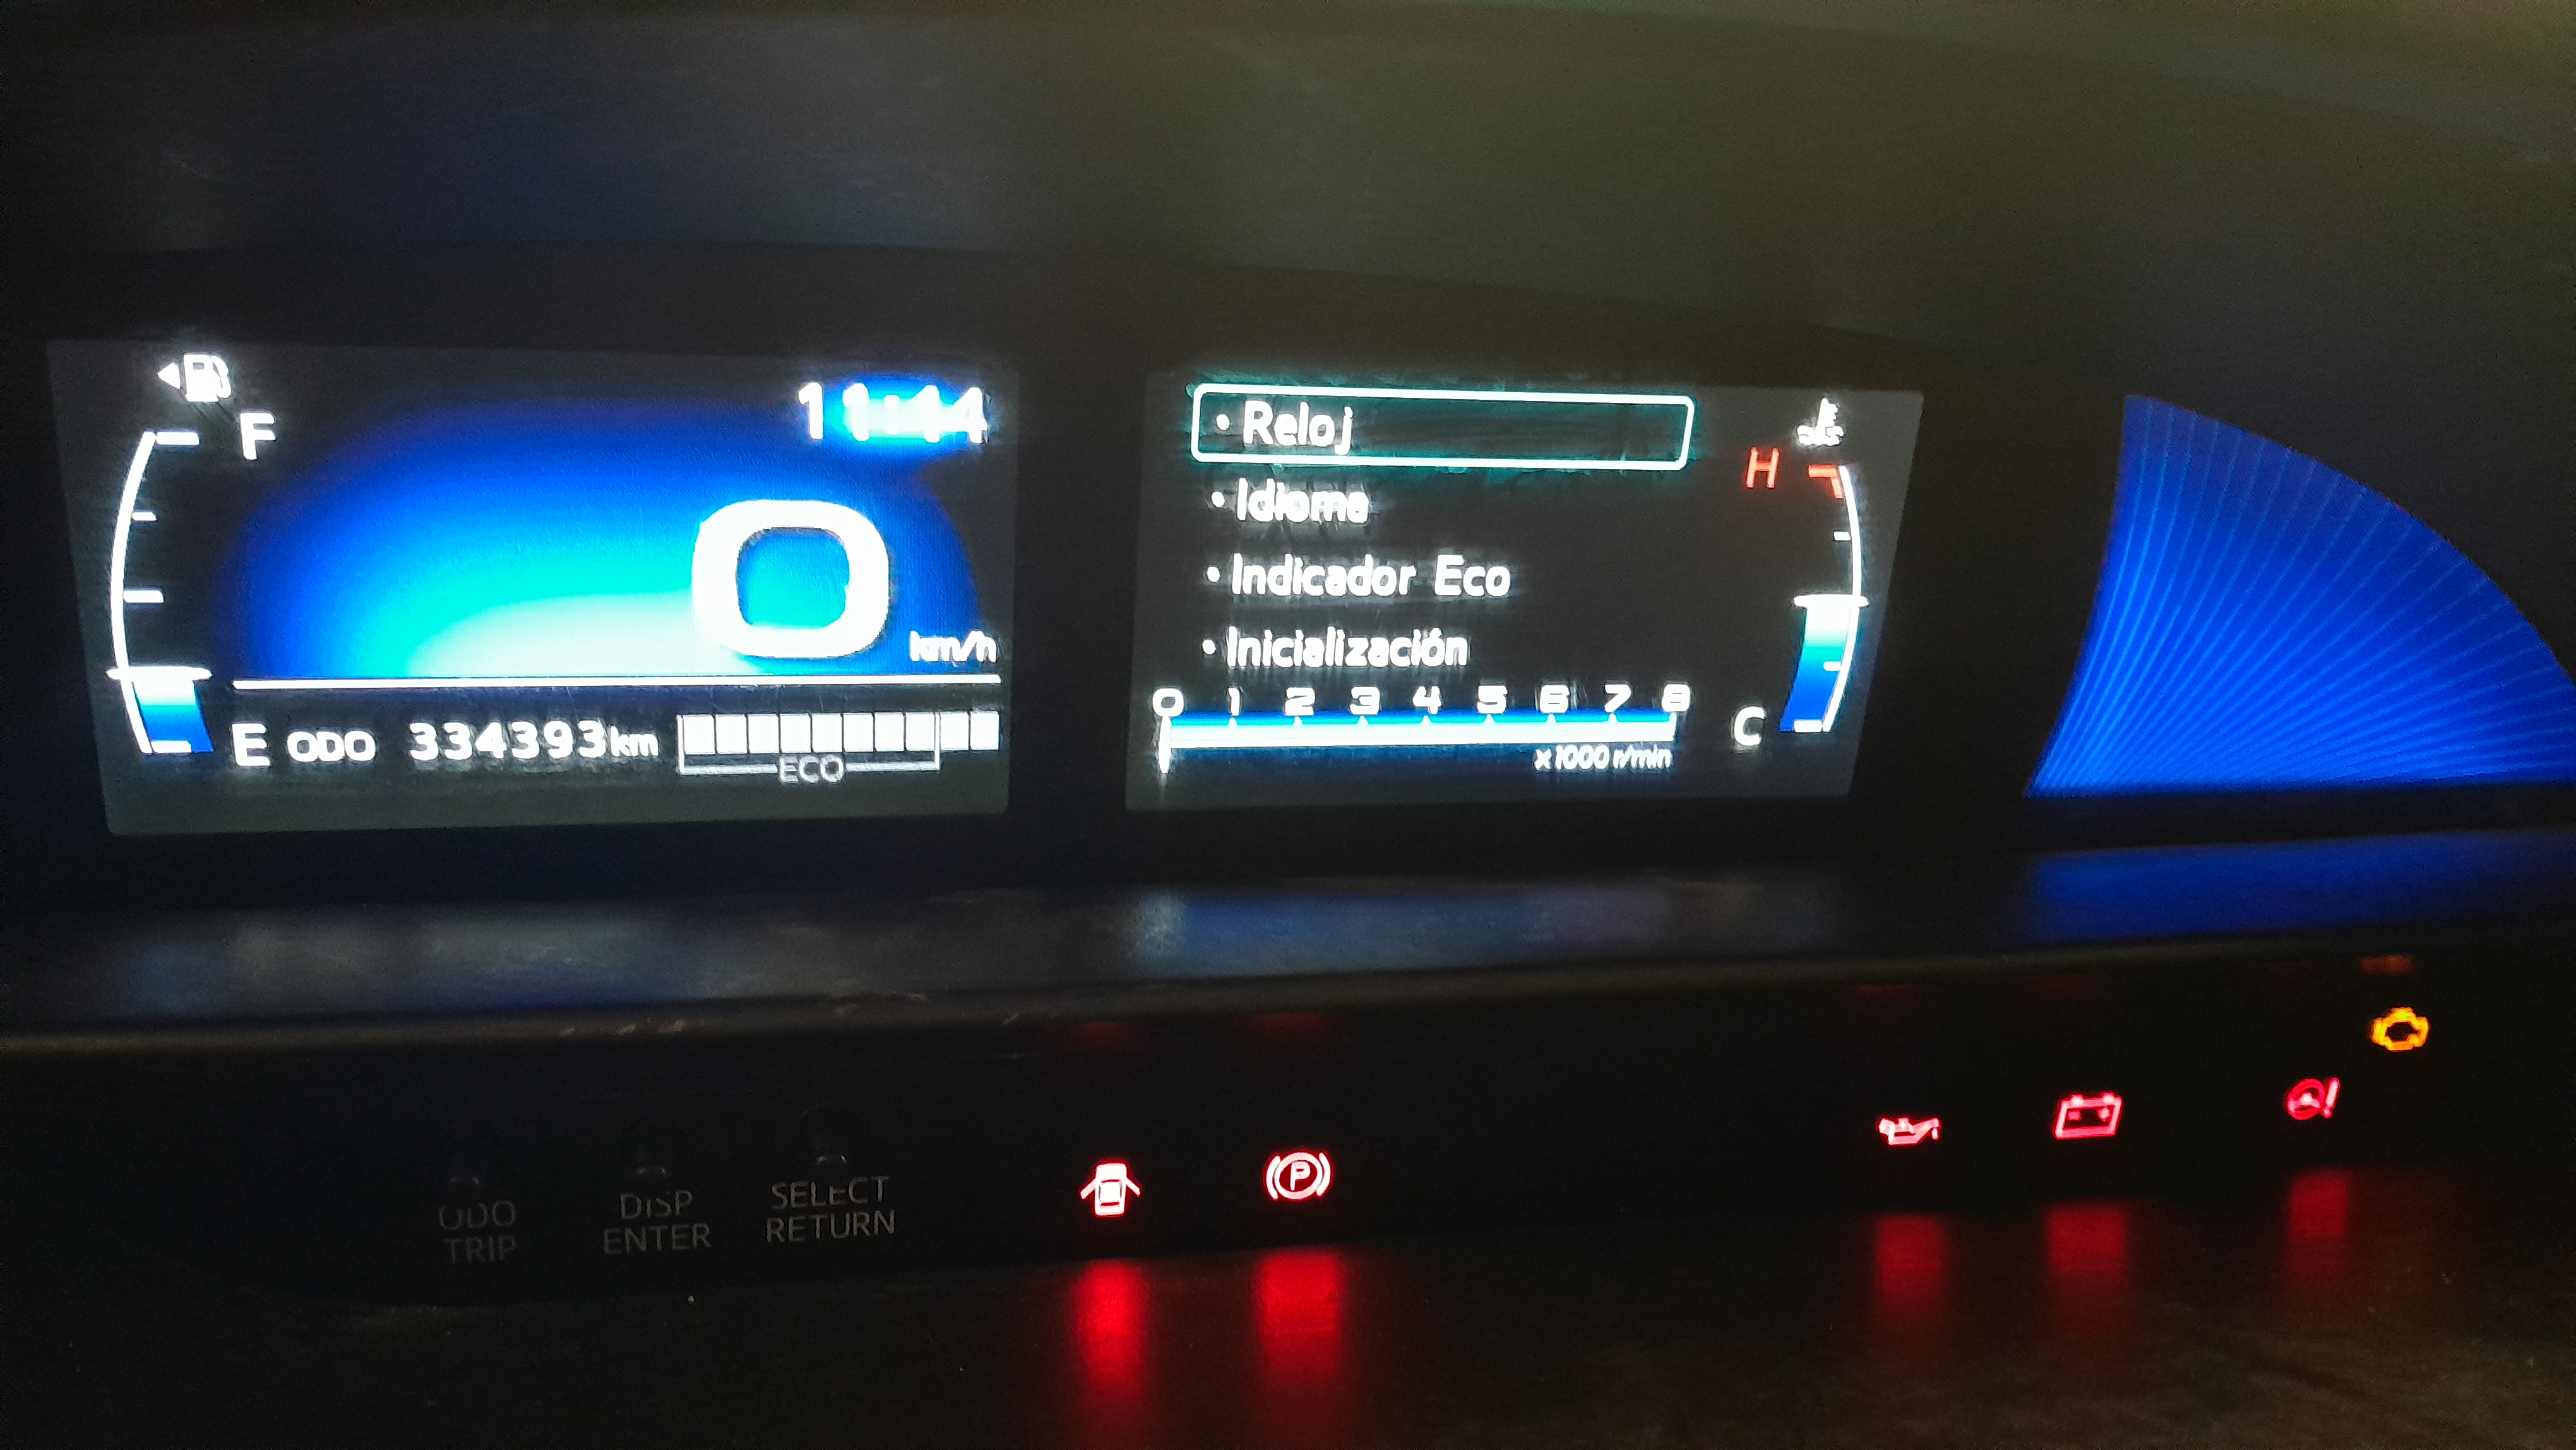 F
11:44
0
km/h
E ODO 334393km
ECO
• Reloj
• Idioma
• Indicador Eco
• Inicialización
H
0 1 2 3 4 5 6 7 8
x1000 r/min
C
ODO
TRIP
DISP
ENTER
SELECT
RETURN
P